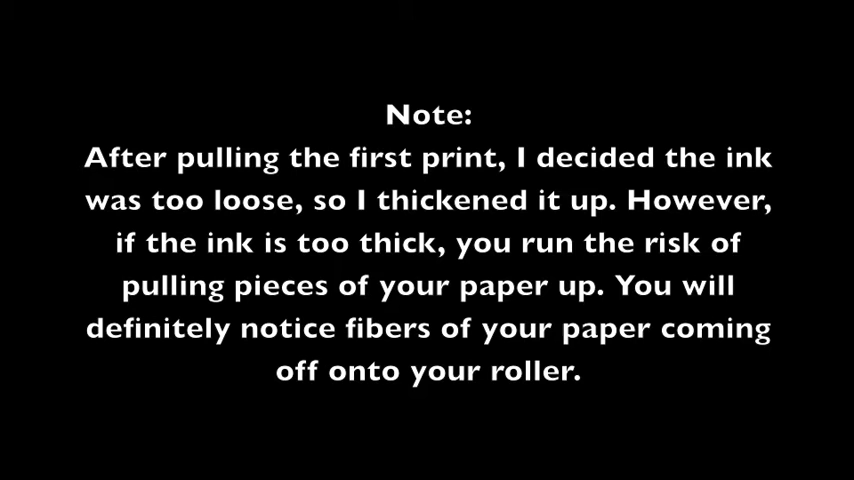 Note:
After pulling the first print, I decided the ink
was too loose, so I thickened it up. However,
if the ink is too thick, you run the risk of
pulling pieces of your paper up. You will
definitely notice fibers of your paper coming
off onto your roller.